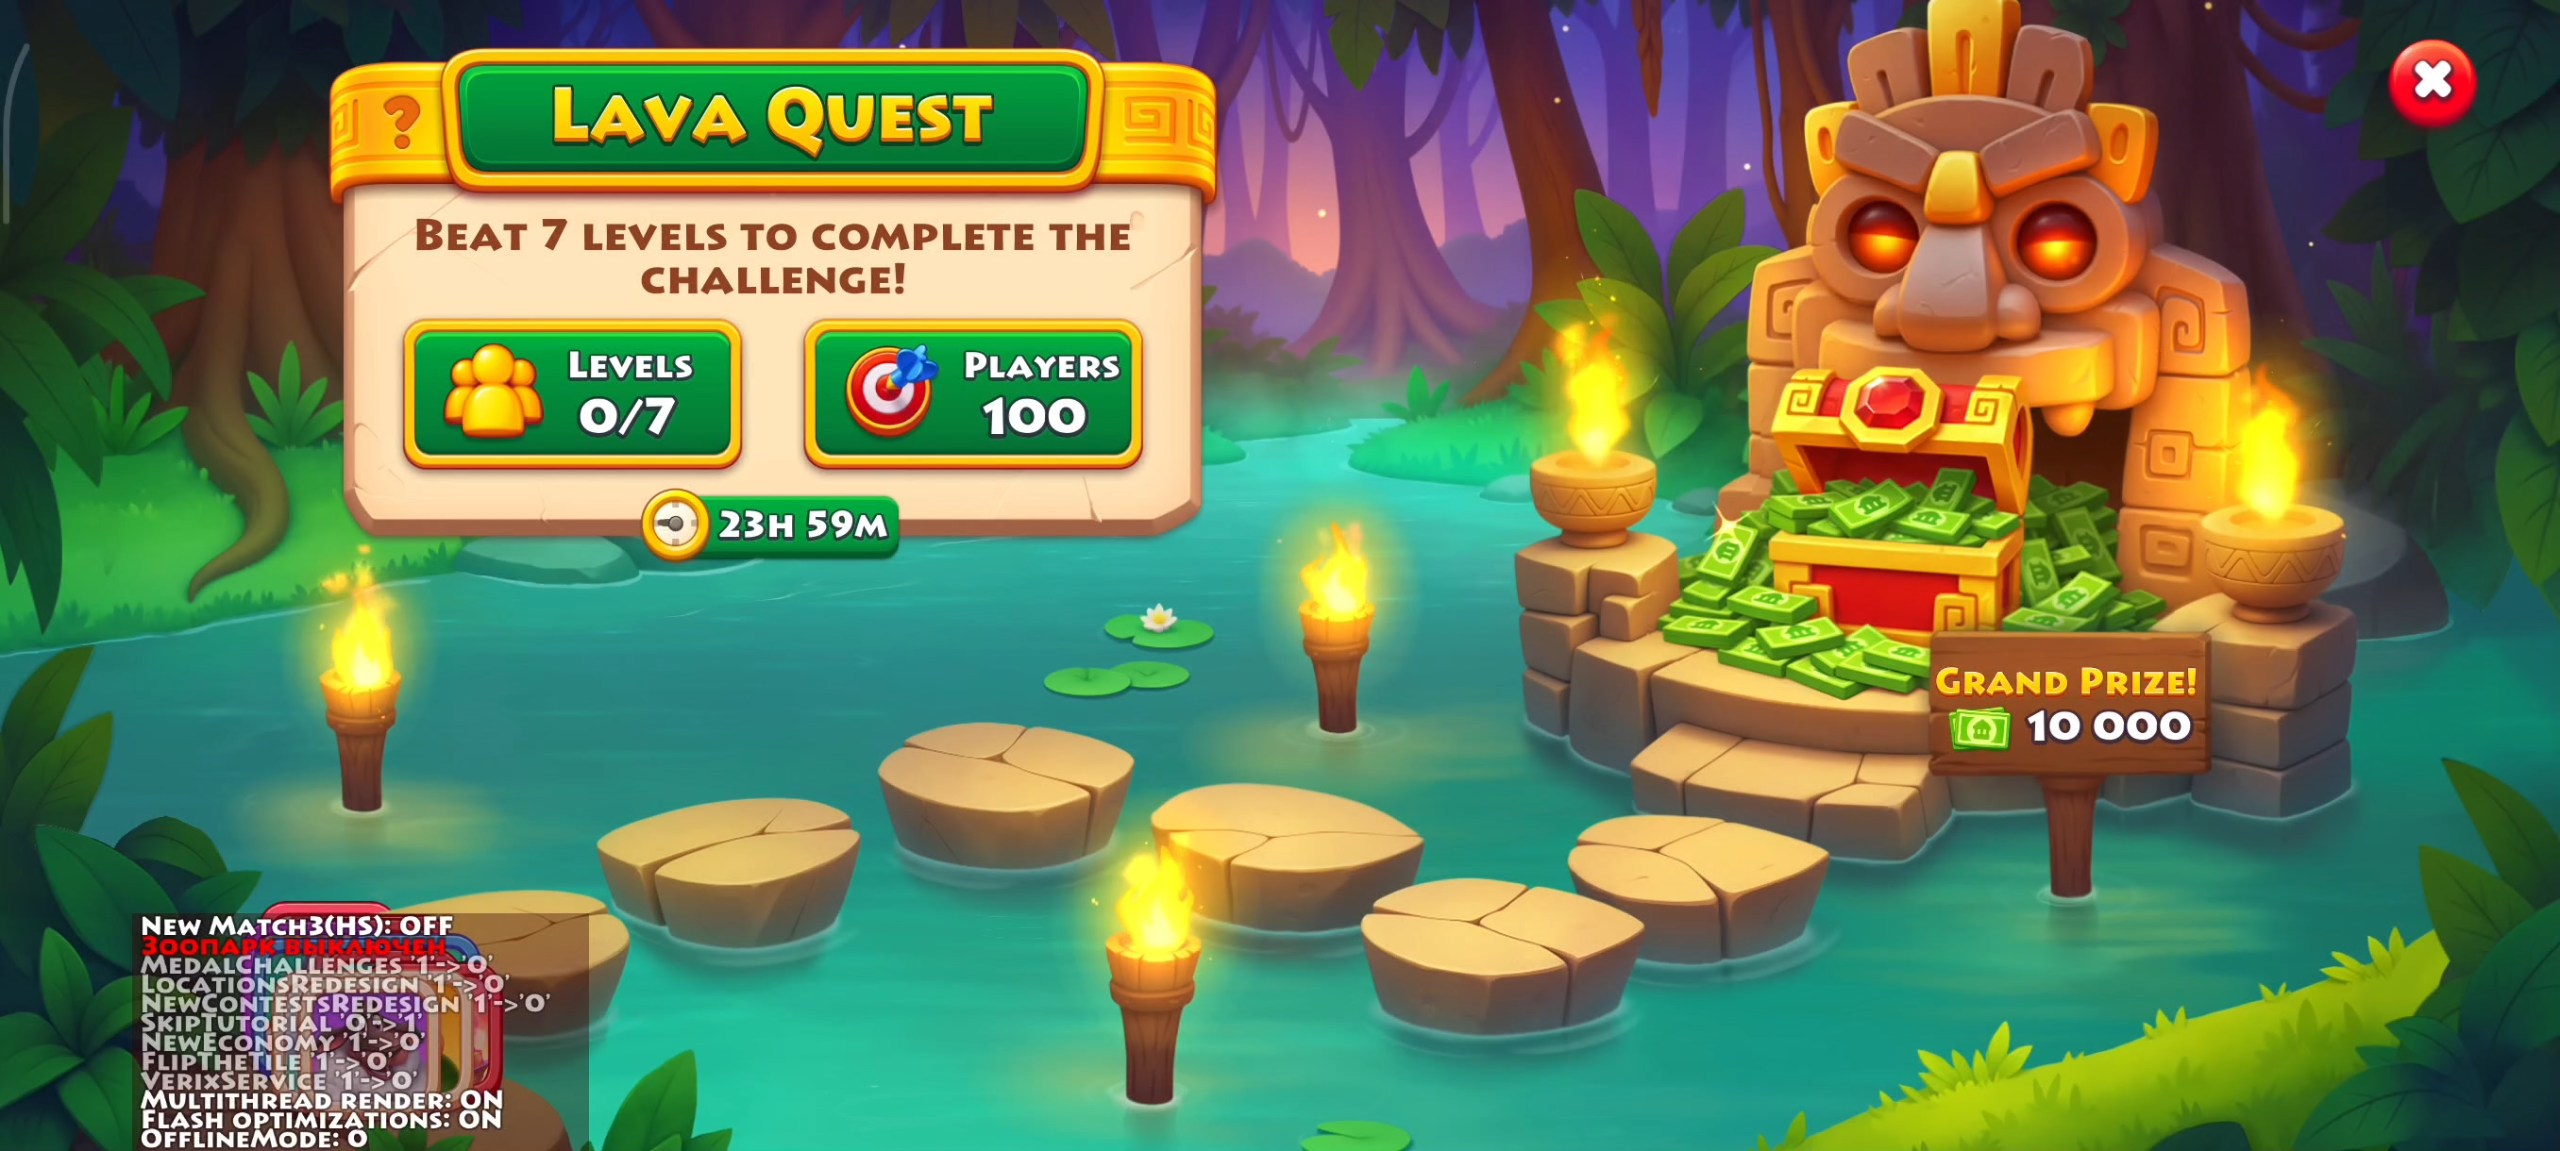 ?
LAVA QUEST
BEAT 7 LEVELS TO COMPLETE THE
CHALLENGE!
LEVELS
0/7
PLAYERS
100
23H 59M
GRAND PRIZE!
10 000
NEW MATCH3(HS): OFF
ЗООПАРК ВЫКЛЮЧЕН
MEDALCHALLENGES '1'->'0'
LOCATIONSREDESIGN '1'->'0'
NEWCONTESTSREDESIGN '1'->'0'
SKIPTUTORIAL '0'->'1'
NEWECONOMY '1'->'0'
FLIPTHETILE '1'->'0'
VERIXSERVICE '1'->'0'
MULTITHREAD RENDER: ON
FLASH OPTIMIZATIONS: ON
OFFLINEMODE: 0